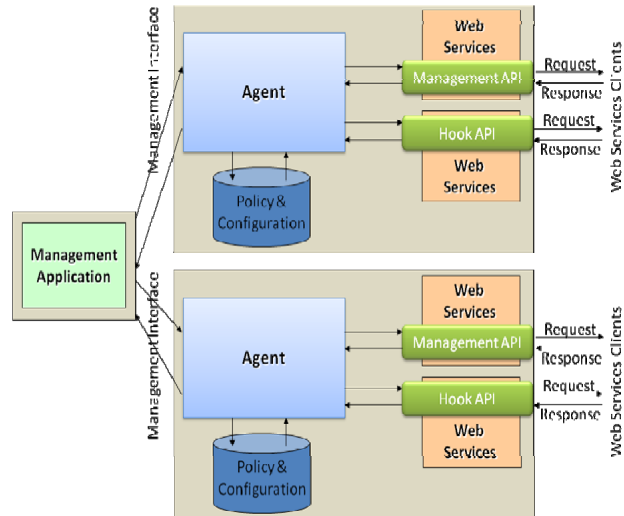 Management Interface
Agent
Policy &
Configuration
Web
Services
Management API
Hook API
Web
Services
Request
Response
Request
Response
Web Services Clients
Management
Application
Management Interface
Agent
Policy &
Configuration
Web
Services
Management API
Hook API
Web
Services
Request
Response
Request
Response
Web Services Clients